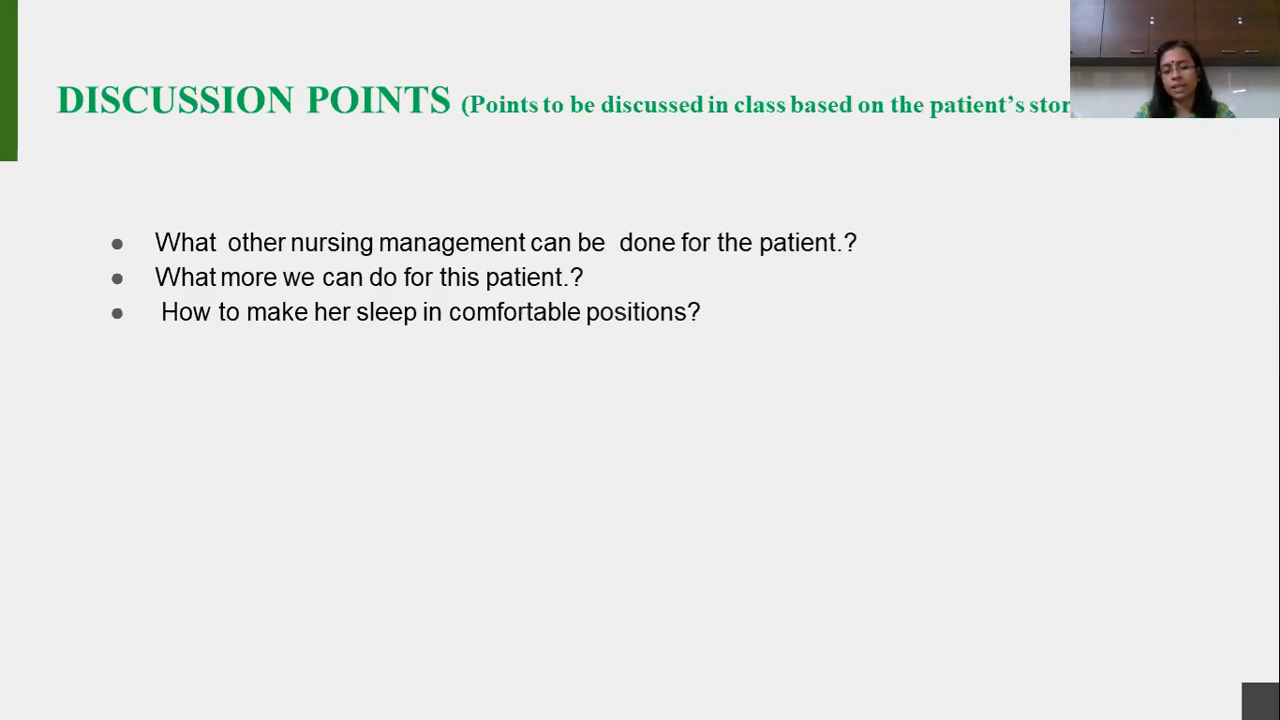 DISCUSSION POINTS (Points to be discussed in class based on the patient's
● What other nursing management can be done for the patient.?
● What more we can do for this patient.?
● How to make her sleep in comfortable positions?